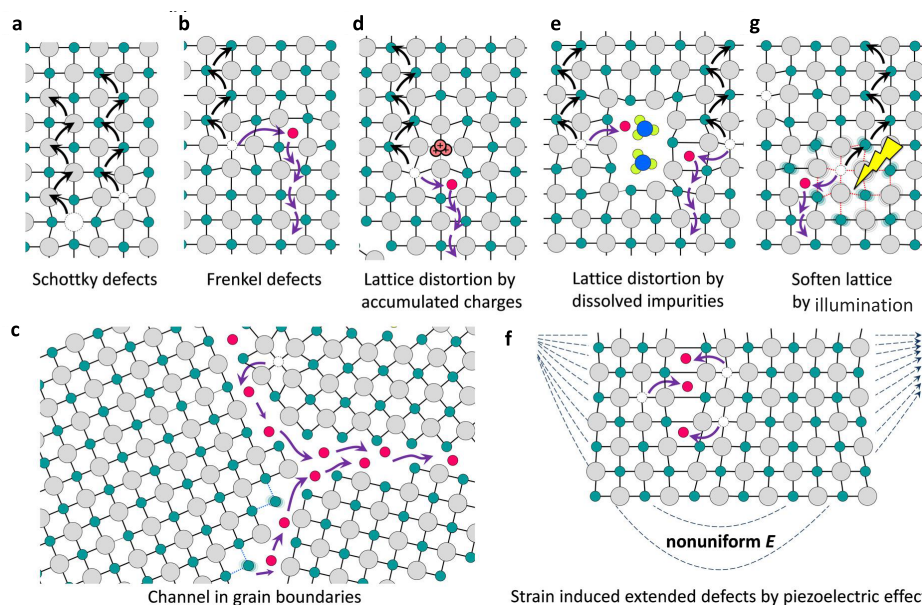 a
b
d
e
g
Schottky defects
Frenkel defects
Lattice distortion by
accumulated charges
Lattice distortion by
dissolved impurities
Soften lattice
by illumination
c
f
+
+ +
nonuniform E
Channel in grain boundaries
Strain induced extended defects by piezoelectric effec